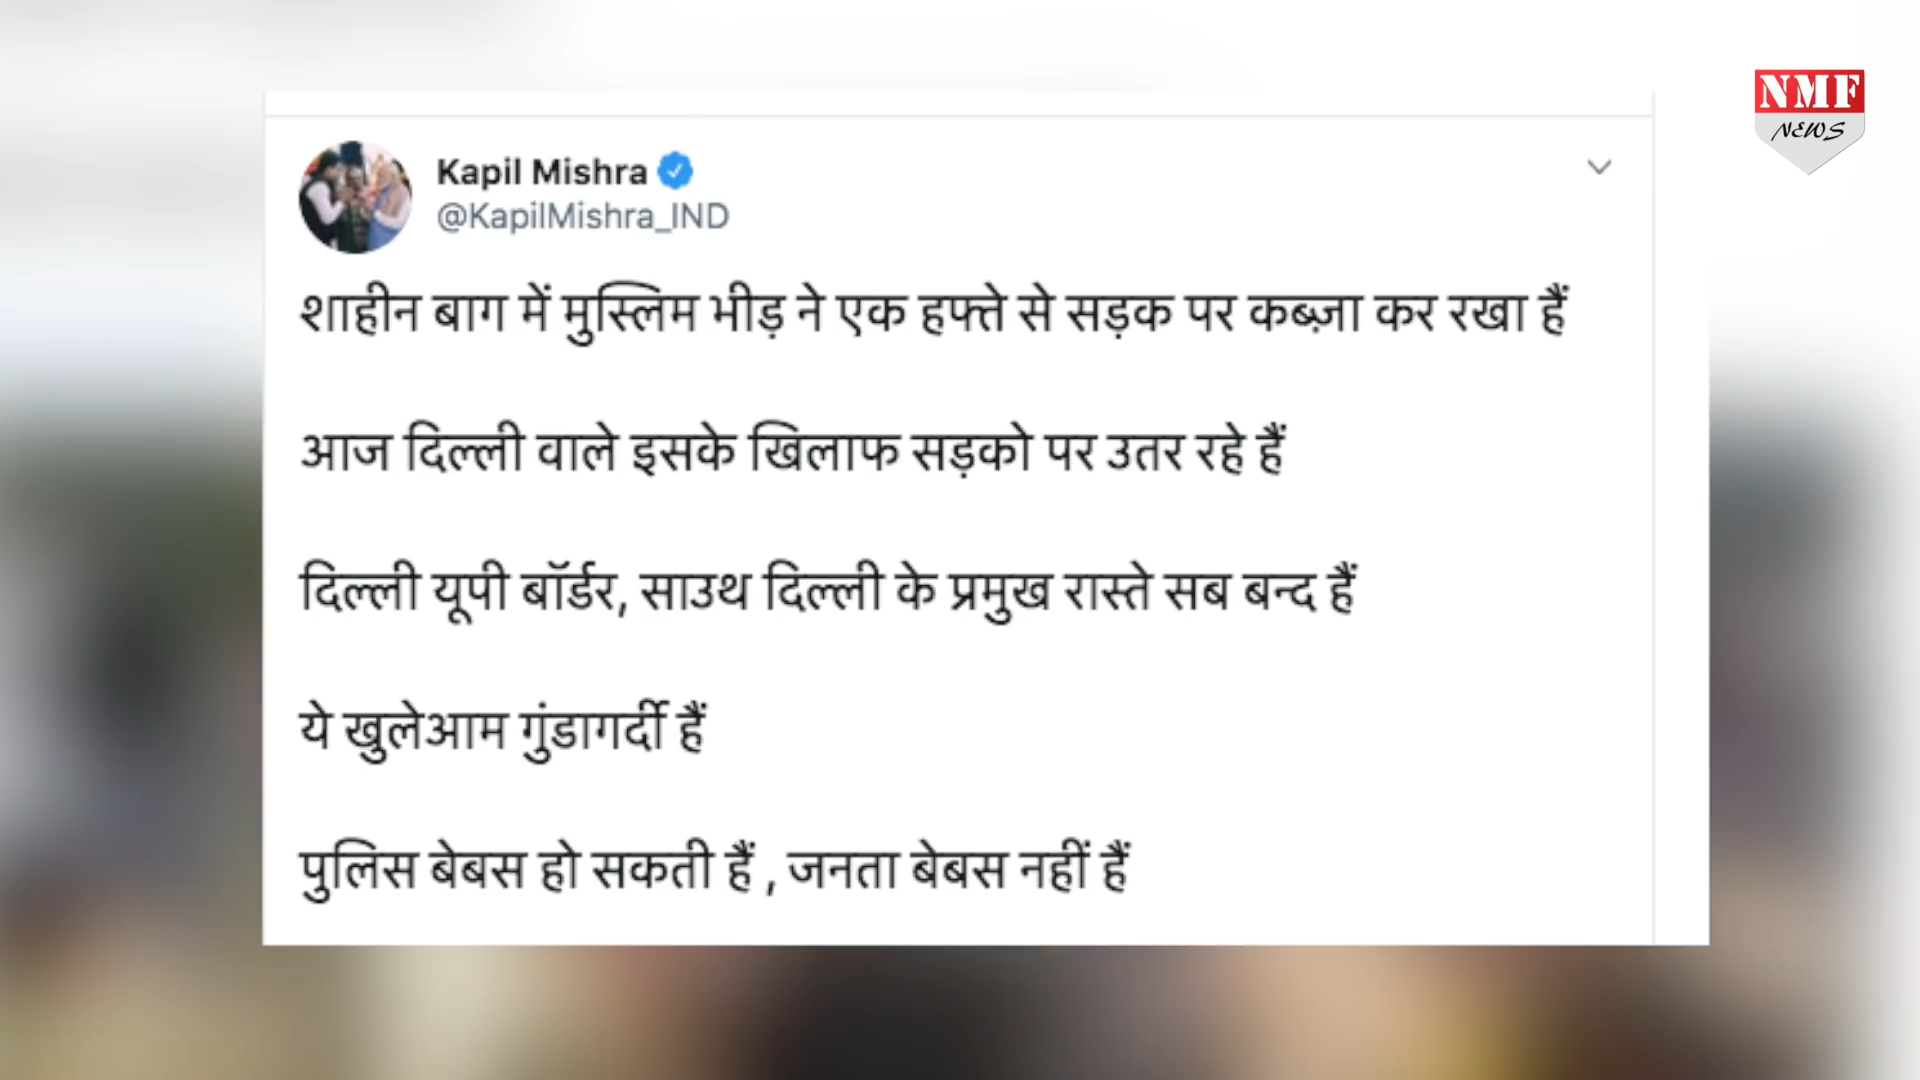 NMF
NEWS
Kapil Mishra
@KapilMishra_IND
शाहीन बाग में मुस्लिम भीड़ ने एक हफ्ते से सड़क पर कब्ज़ा कर रखा हैं
आज दिल्ली वाले इसके खिलाफ सड़को पर उतर रहे हैं
दिल्ली यूपी बॉर्डर, साउथ दिल्ली के प्रमुख रास्ते सब बन्द हैं
ये खुलेआम गुंडागर्दी हैं
पुलिस बेबस हो सकती हैं , जनता बेबस नहीं हैं